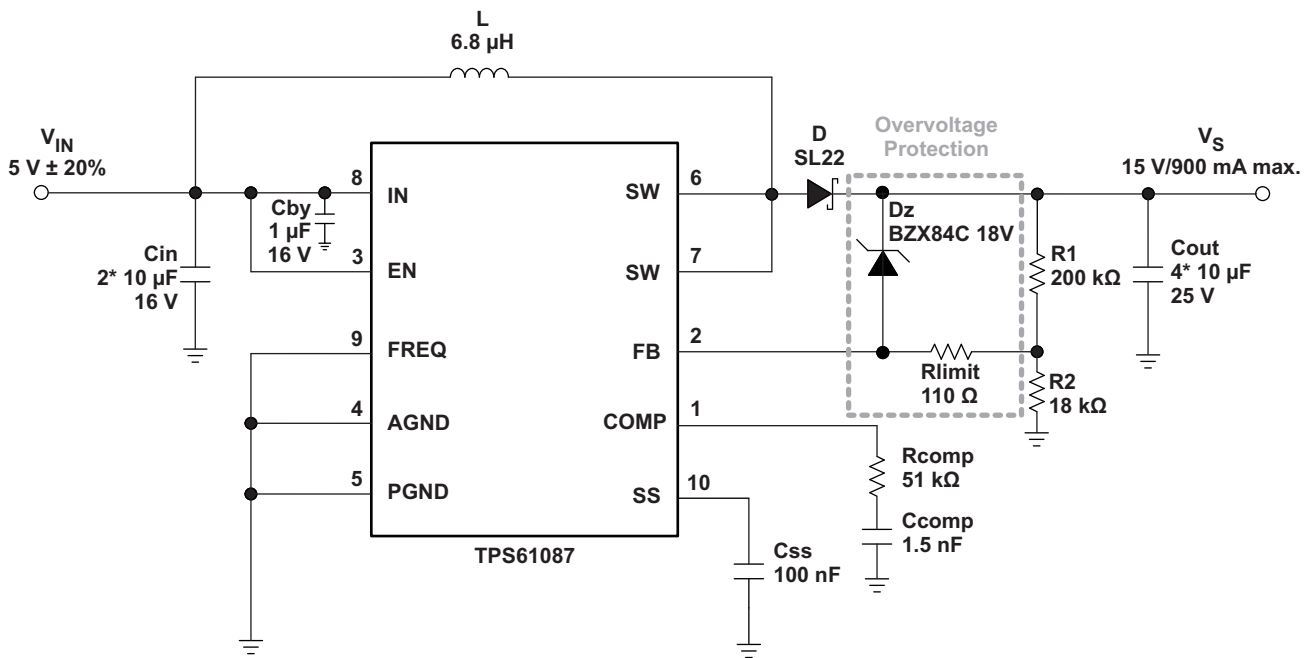 L
6.8 µH
VIN
5 V ± 20%
Cin
2* 10 µF
16 V
Cby
1 µF
16 V
8
IN
3
EN
9
FREQ
4
AGND
5
PGND
6
SW
7
SW
2
FB
1
COMP
10
SS
TPS61087
D
SL22
Overvoltage
Protection
Dz
BZX84C 18V
Rlimit
110 Ω
VS
15 V/900 mA max.
R1
200 kΩ
R2
18 kΩ
Cout
4* 10 µF
25 V
Rcomp
51 kΩ
Ccomp
1.5 nF
Css
100 nF